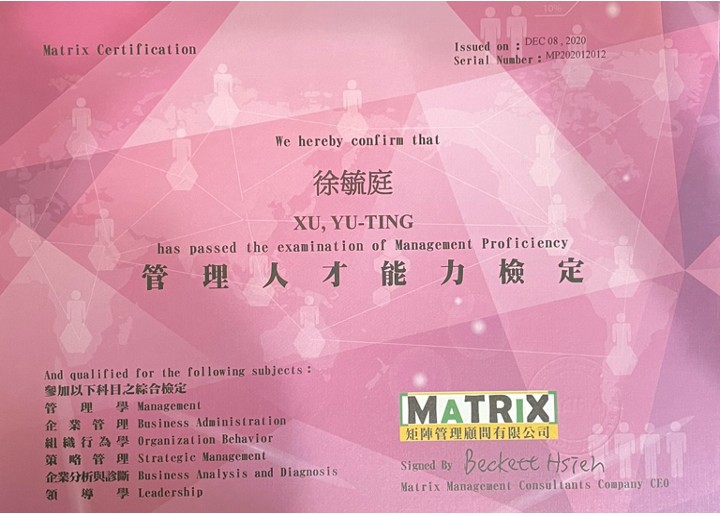 Matrix Certification
Issued on : DEC 08, 2020
Serial Number: MP202012012
10%
We hereby confirm that
徐毓庭
XU, YU-TING
has passed the examination of Management Proficiency
管理人才能力檢定
And qualified for the following subjects:
參加以下科目之綜合檢定
管理學 Management
企業管理 Business Administration
組織行為學 Organization Behavior
策略管理 Strategic Management
企業分析與診斷 Business Analysis and Diagnosis
領導學 Leadership
MATRiX
矩陣管理顧問有限公司
Signed By Beckett Hsieh
Matrix Management Consultants Company CEO